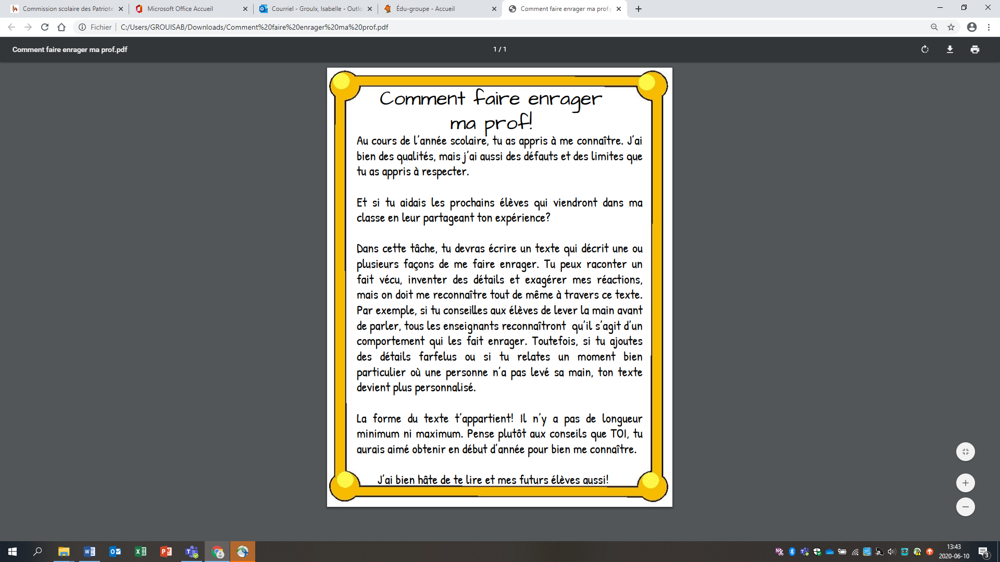 Commission scolaire des Patriote
Microsoft Office Accueil
Courriel - Groulx, Isabelle - Outlo
Édu-groupe - Accueil
Comment faire enrager ma prof.p
Fichier
C:/Users/GROUISAB/Downloads/Comment%20faire%20enrager%20ma%20prof.pdf
Comment faire enrager ma prof.pdf
1 / 1
Comment faire enrager
ma prof!
Au cours de l'année scolaire, tu as appris à me connaître. J'ai
bien des qualités, mais j'ai aussi des défauts et des limites que
tu as appris à respecter.
Et si tu aidais les prochains élèves qui viendront dans ma
classe en leur partageant ton expérience?
Dans cette tâche, tu devras écrire un texte qui décrit une ou
plusieurs façons de me faire enrager. Tu peux raconter un
fait vécu, inventer des détails et exagérer mes réactions,
mais on doit me reconnaître tout de même à travers ce texte.
Par exemple, si tu conseilles aux élèves de lever la main avant
de parler, tous les enseignants reconnaîtront qu'il s'agit d'un
comportement qui les fait enrager. Toutefois, si tu ajoutes
des détails farfelus ou si tu relates un moment bien
particulier où une personne n'a pas levé sa main, ton texte
devient plus personnalisé.
La forme du texte t'appartient! Il n'y a pas de longueur
minimum ni maximum. Pense plutôt aux conseils que TOI, tu
aurais aimé obtenir en début d'année pour bien me connaître.
J'ai bien hâte de te lire et mes futurs élèves aussi!
13:43
2020-06-10
3